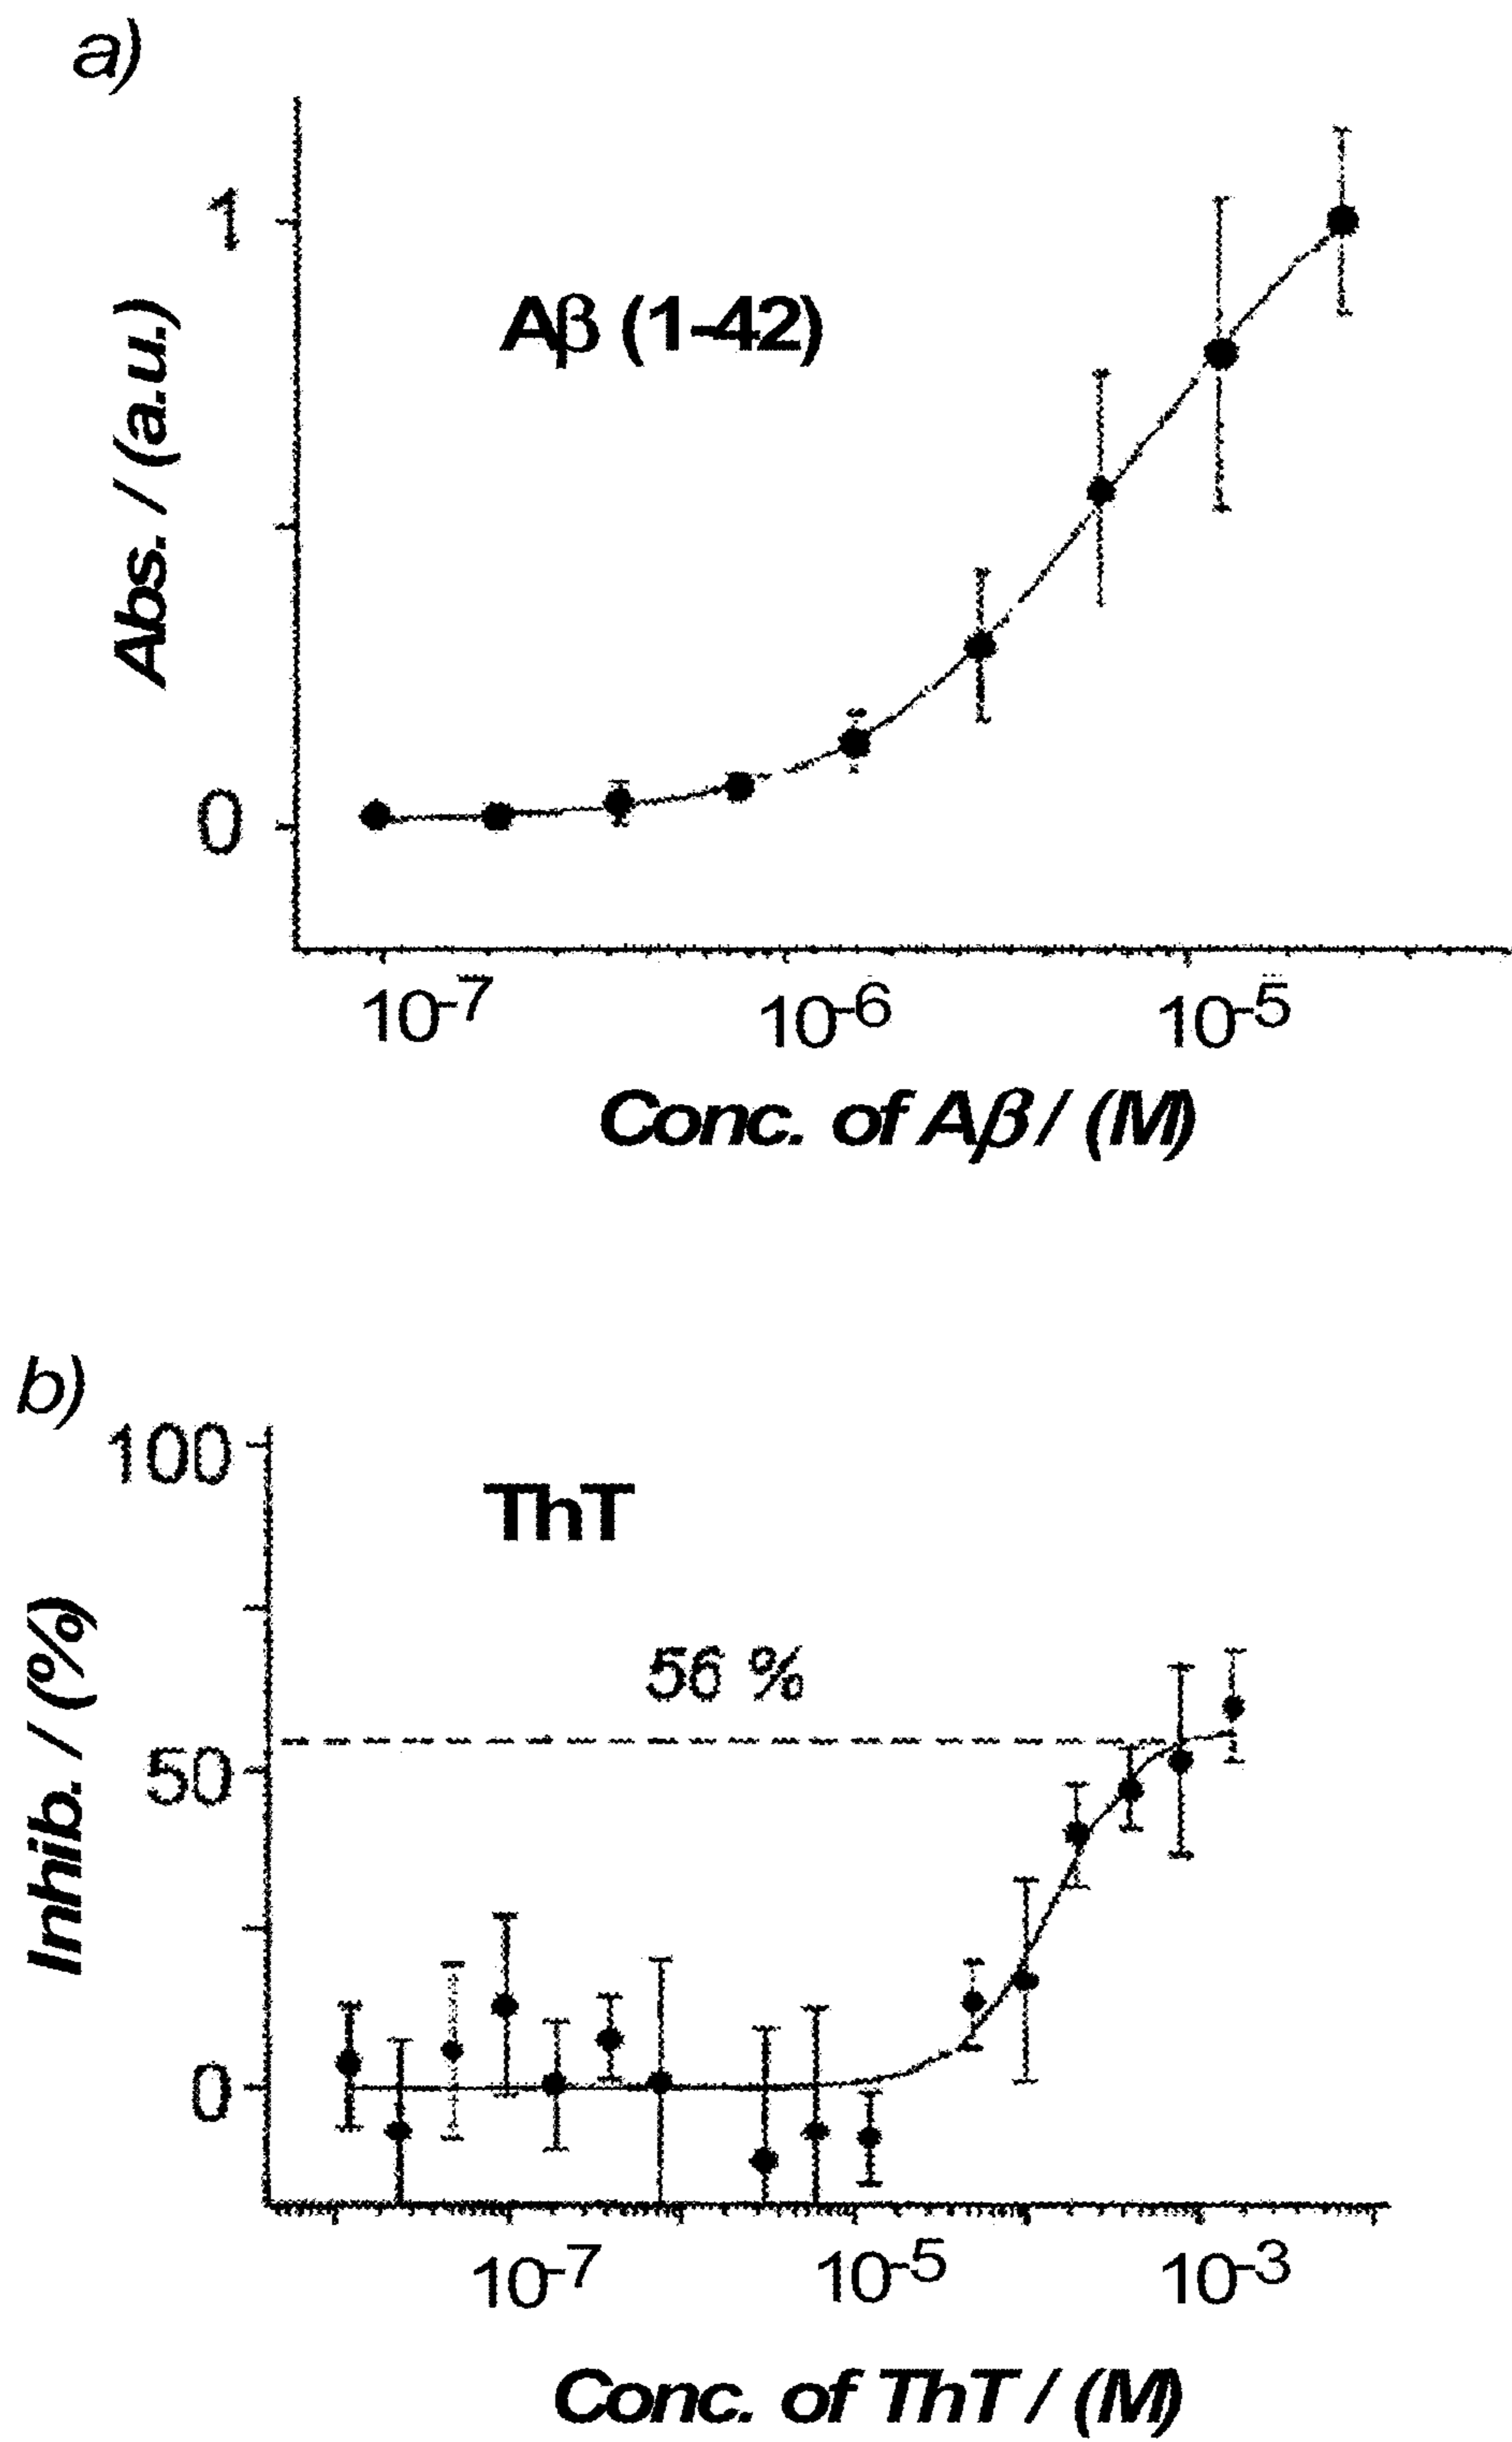 a)
1
Aβ (1-42)
Abs. / (a.u.)
0
10-7 10-6 10-5
Conc. of Aβ / (M)
b)
100
ThT
56 %
50
Inhib. / (%)
0
10-7 10-5 10-3
Conc. of ThT / (M)